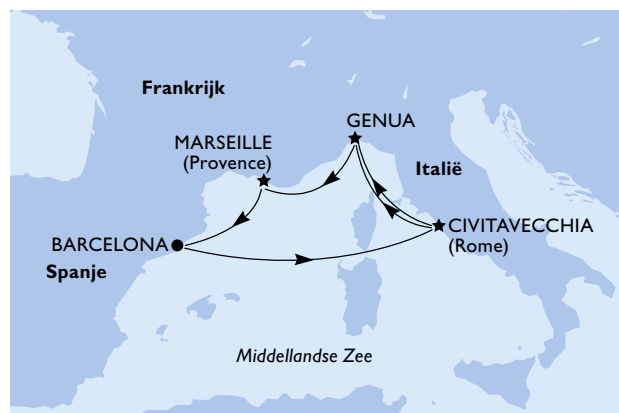 Frankrijk
GENUA
MARSEILLE
(Provence)
Italië
CIVITAVECCHIA
(Rome)
BARCELONA
Spanje
Middellandse Zee